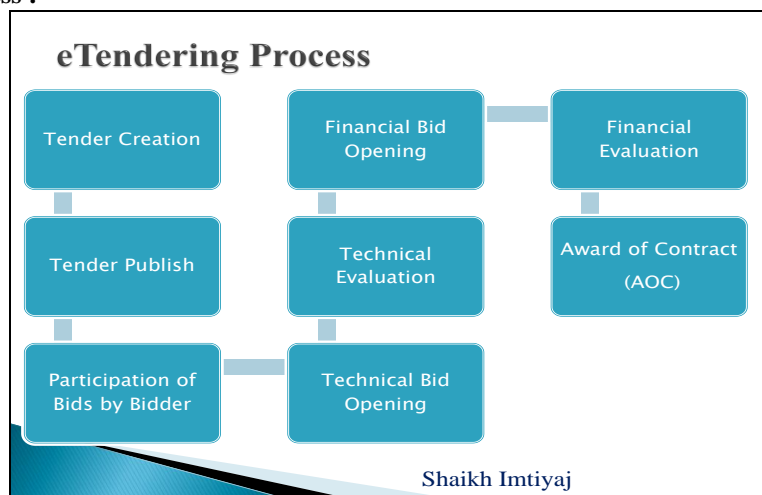 ss ?
eTendering Process
Tender Creation
Tender Publish
Participation of
Bids by Bidder
Technical Bid
Opening
Technical
Evaluation
Financial Bid
Opening
Financial
Evaluation
Award of Contract
(AOC)
Shaikh Imtiyaj